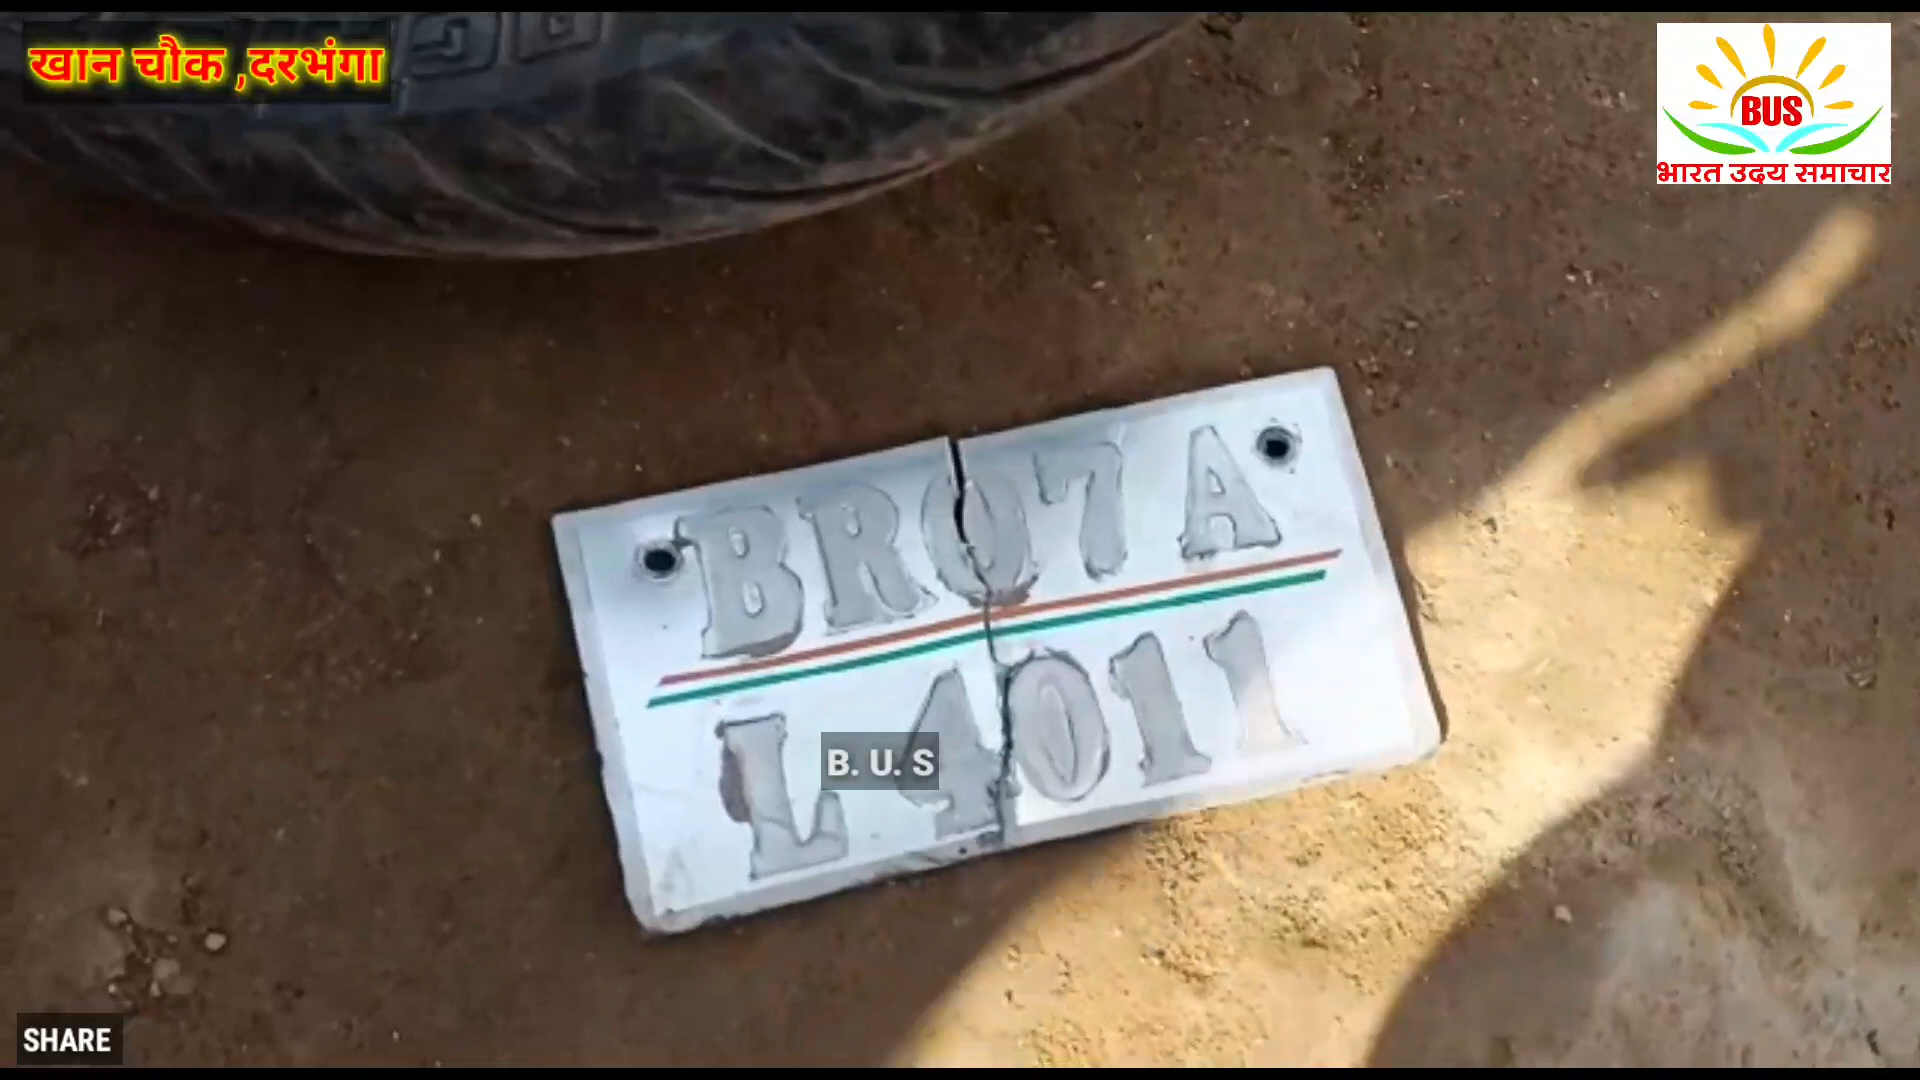 खान चौक ,दरभंगा
BUS
भारत उदय समाचार
BR07A
L4011
B. U. S
SHARE